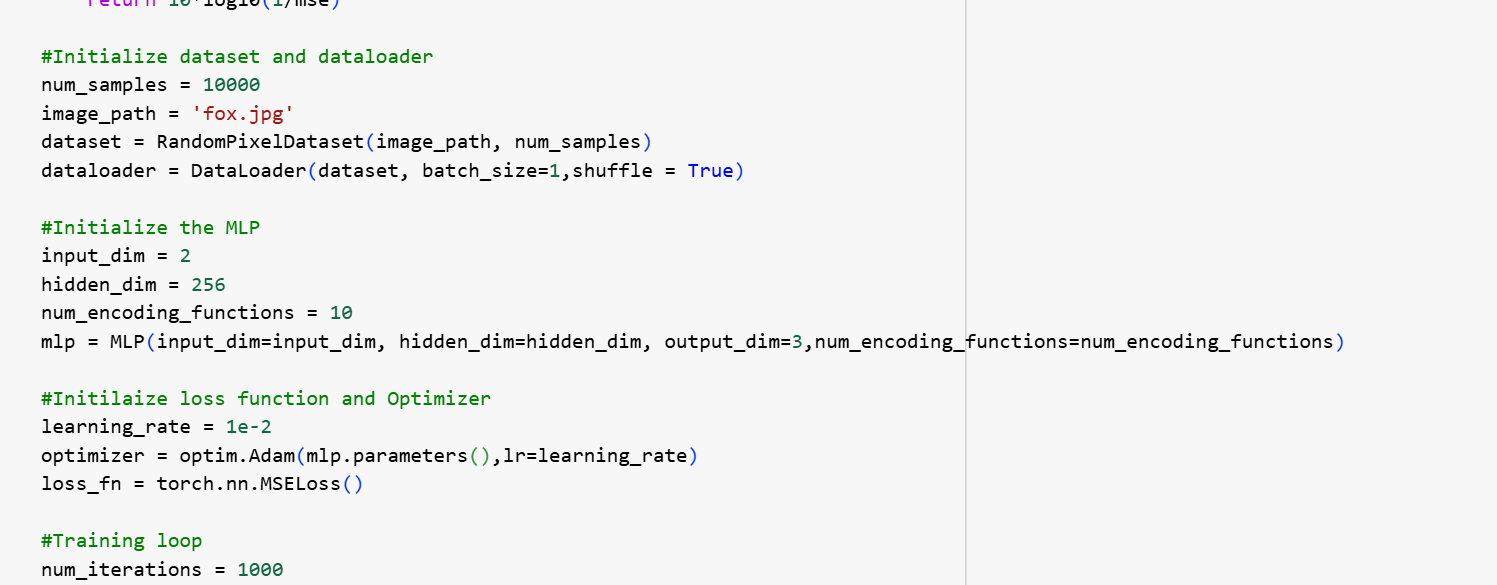 return 10*log10(1/mse)
#Initialize dataset and dataloader
num_samples = 10000
image_path = 'fox.jpg'
dataset = RandomPixelDataset(image_path, num_samples)
dataloader = DataLoader(dataset, batch_size=1,shuffle = True)
#Initialize the MLP
input_dim = 2
hidden_dim = 256
num_encoding_functions = 10
mlp = MLP(input_dim=input_dim, hidden_dim=hidden_dim, output_dim=3,num_encoding_functions=num_encoding_functions)
#Initilaize loss function and Optimizer
learning_rate = 1e-2
optimizer = optim.Adam(mlp.parameters(),lr=learning_rate)
loss_fn = torch.nn.MSELoss()
#Training loop
num_iterations = 1000